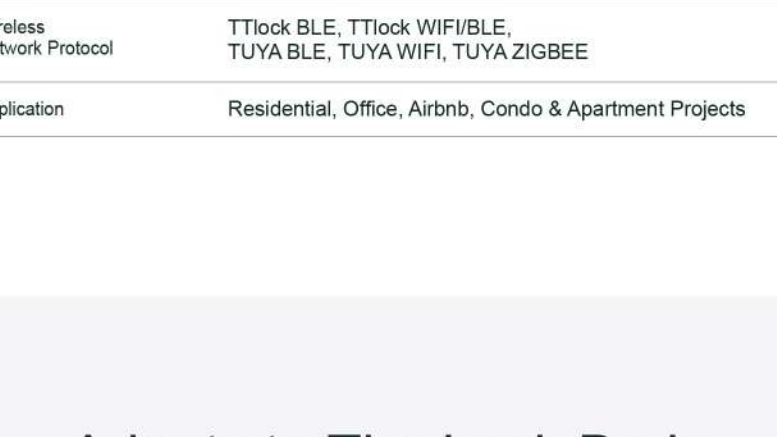 reless
twork Protocol
TTlock BLE, TTlock WIFI/BLE,
TUYA BLE, TUYA WIFI, TUYA ZIGBEE
plication
Residential, Office, Airbnb, Condo & Apartment Projects